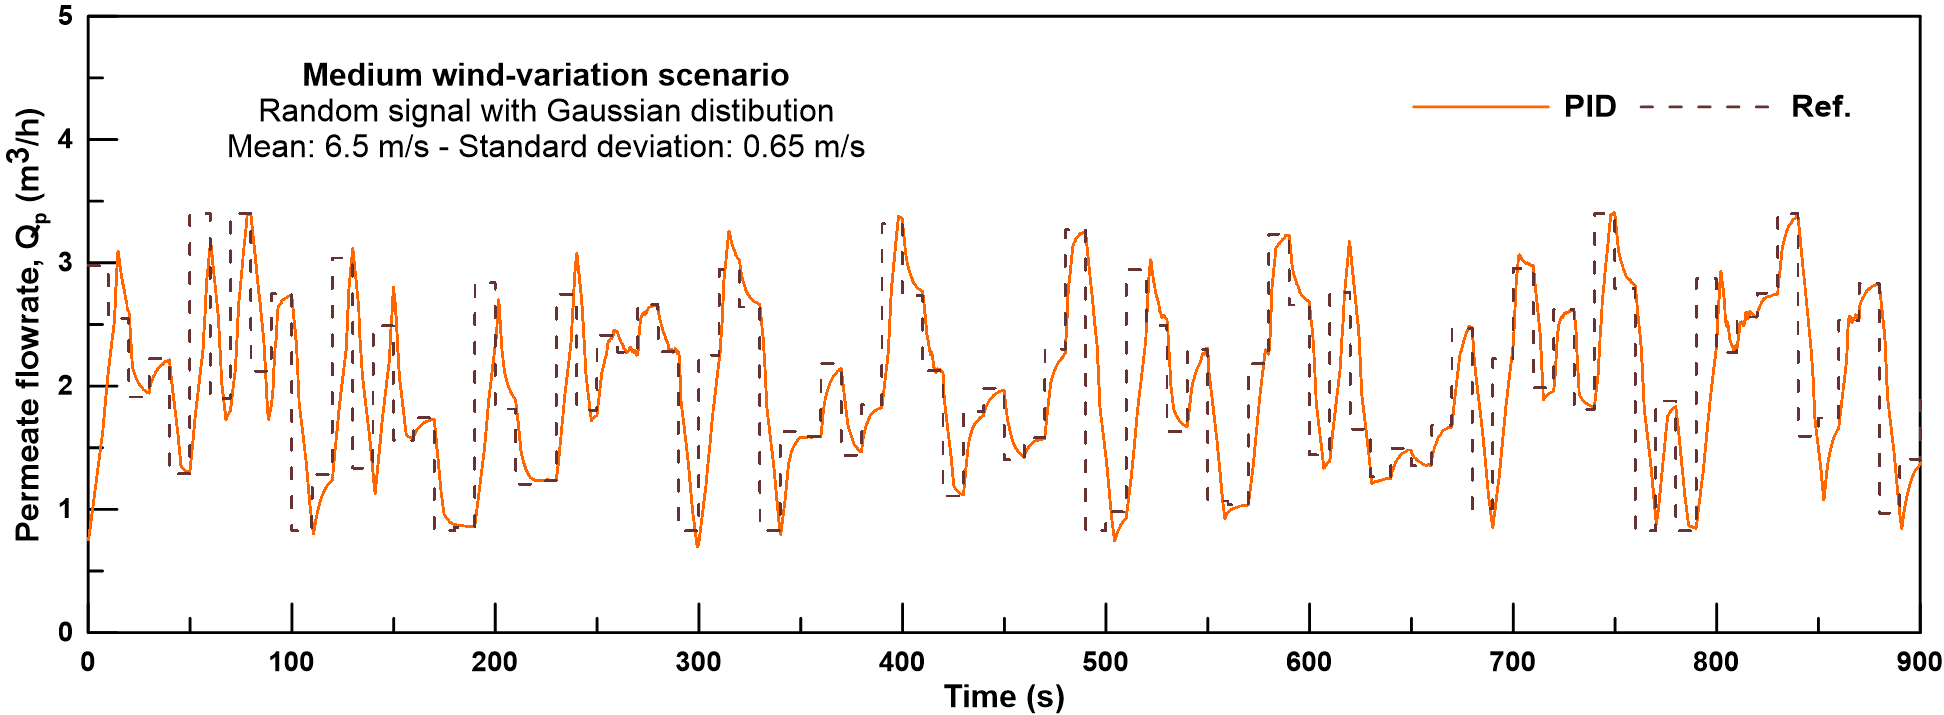 5
Medium wind-variation scenario
Random signal with Gaussian distibution
Mean: 6.5 m/s - Standard deviation: 0.65 m/s
PID
Ref.
4
3
2
1
0
Permeate flowrate, Qp (m3/h)
0 100 200 300 400 500 600 700 800 900
Time (s)